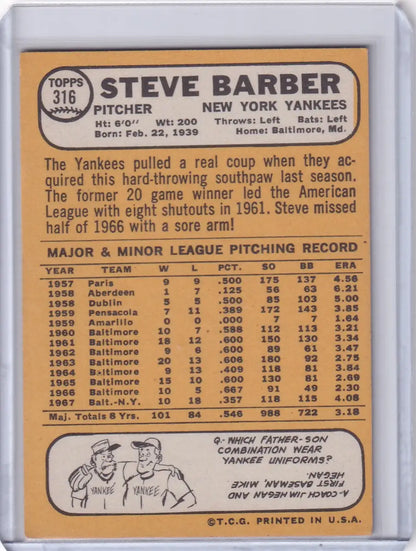 TOPPS
316
STEVE BARBER
PITCHER NEW YORK YANKEES
Ht: 6'0" Wt: 200 Throws: Left Bats: Left
Born: Feb. 22, 1939 Home: Baltimore, Md.
The Yankees pulled a real coup when they ac-
quired this hard-throwing southpaw last season.
The former 20 game winner led the American
League with eight shutouts in 1961. Steve missed
half of 1966 with a sore arm!
MAJOR & MINOR LEAGUE PITCHING RECORD
YEAR TEAM W L PCT. SO BB ERA
1957 Paris 9 9 .500 175 137 4.56
1958 Aberdeen 1 7 .125 56 63 6.21
1958 Dublin 5 5 .500 85 103 5.00
1959 Pensacola 7 11 .389 172 143 3.85
1959 Amarillo 0 0 .000 7 7 1.64
1960 Baltimore 10 7 .588 112 113 3.21
1961 Baltimore 18 12 .600 150 130 3.34
1962 Baltimore 9 6 .600 89 61 3.47
1963 Baltimore 20 13 .606 180 92 2.75
1964 Baltimore 9 13 .409 118 81 3.84
1965 Baltimore 15 10 .600 130 81 2.69
1966 Baltimore 10 5 .667 91 49 2.30
1967 Balt.-N.Y. 10 18 .357 118 115 4.08
Maj. Totals 8 Yrs. 101 84 .546 988 722 3.18
Q- WHICH FATHER-SON
COMBINATION WEAR
YANKEE UNIFORMS?
A- COACH JIM HEGAN AND
FIRST BASEMAN, MIKE
HEGAN.
YANKEE YANKEE
©T.C.G. PRINTED IN U.S.A.